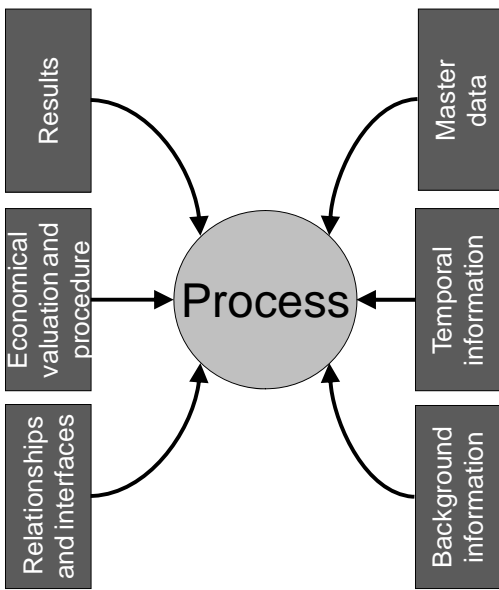 Results
Economical
valuation and
procedure
Relationships
and interfaces
Process
Master
data
Temporal
information
Background
information